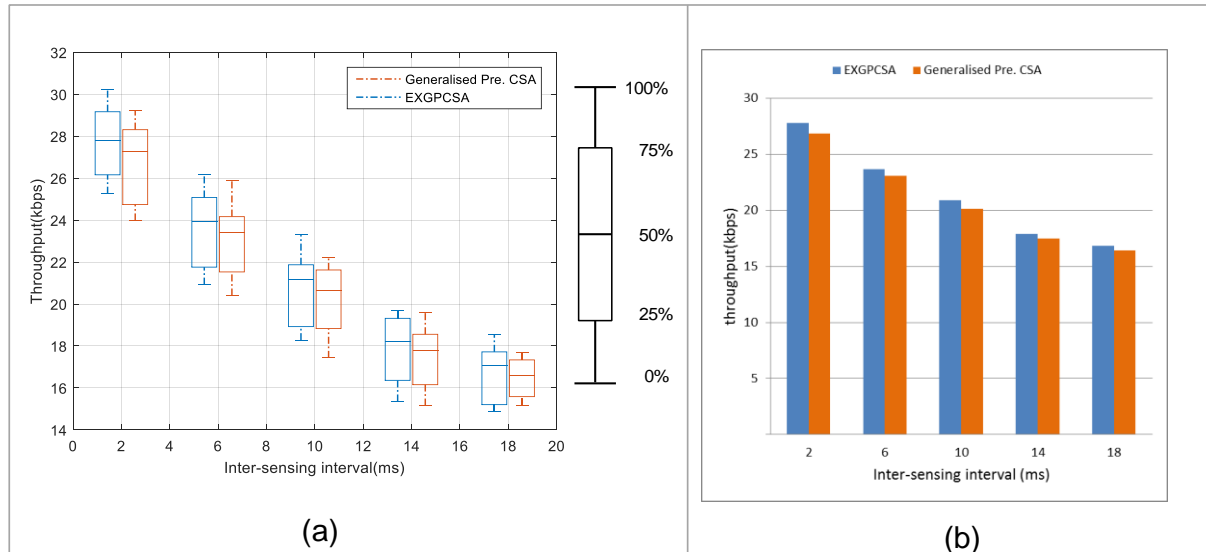 32
30
28
26
24
22
20
18
16
14
Throughput(kbps)
Generalised Pre. CSA
EXGPCSA
0 2 4 6 8 10 12 14 16 18 20
Inter-sensing interval(ms)
100%
75%
50%
25%
0%
(a)
EXGPCSA Generalised Pre. CSA
30
25
20
15
10
5
throughput(kbps)
2 6 10 14 18
Inter-sensing interval (ms)
(b)